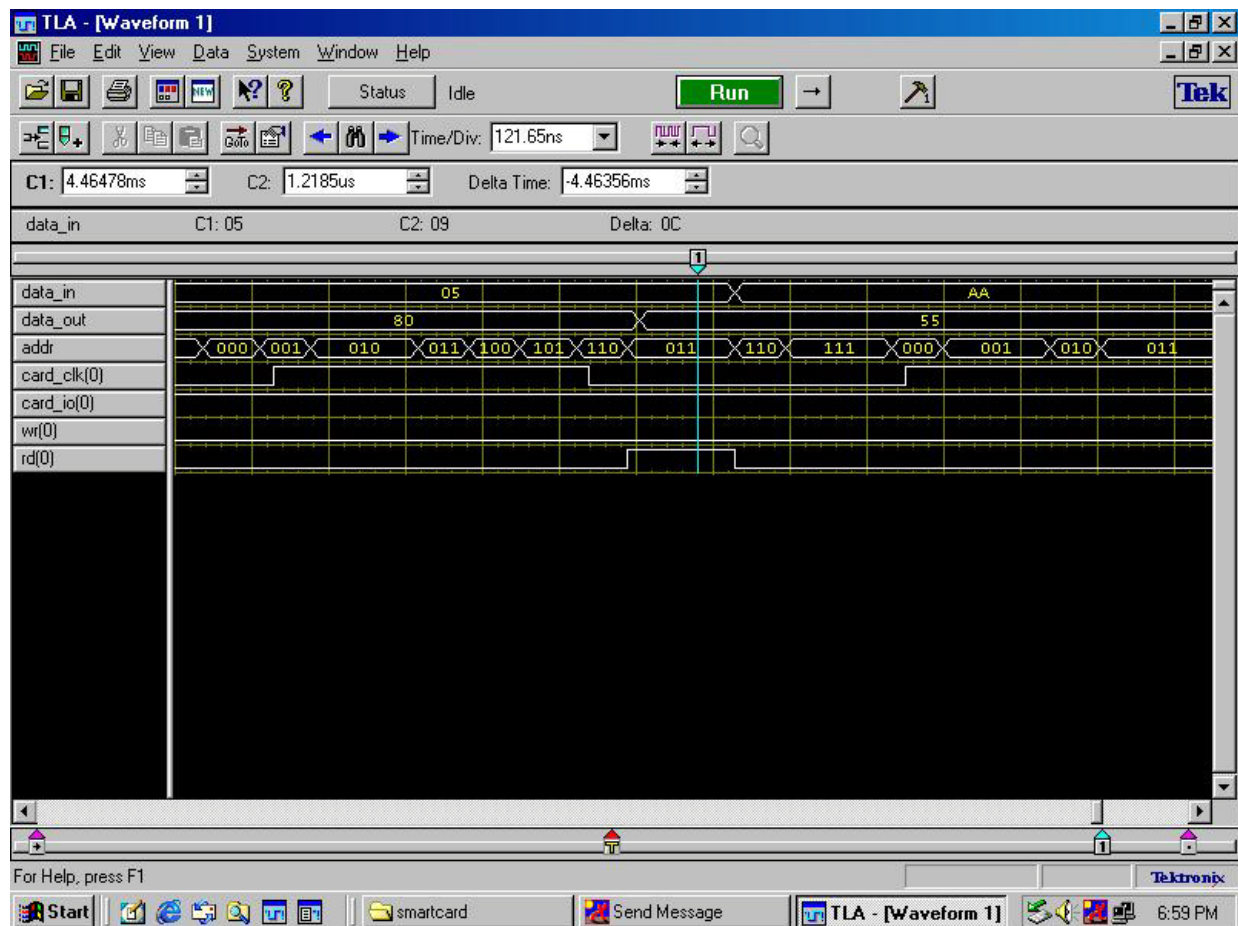 TLA - [Waveform 1]
File Edit View Data System Window Help
NEW Status Idle Run Tek
Goto Time/Div: 121.65ns
C1: 4.46478ms C2: 1.2185us Delta Time: -4.46356ms
data_in C1: 05 C2: 09 Delta: 0C
1
data_in 05 AA
data_out 80 55
addr 000 001 010 011 100 101 110 011 110 111 000 001 010 011
card_clk(0)
card_io(0)
wr(0)
rd(0)
T 1
For Help, press F1 Tektronix
Start smartcard Send Message TLA - [Waveform 1] 6:59 PM